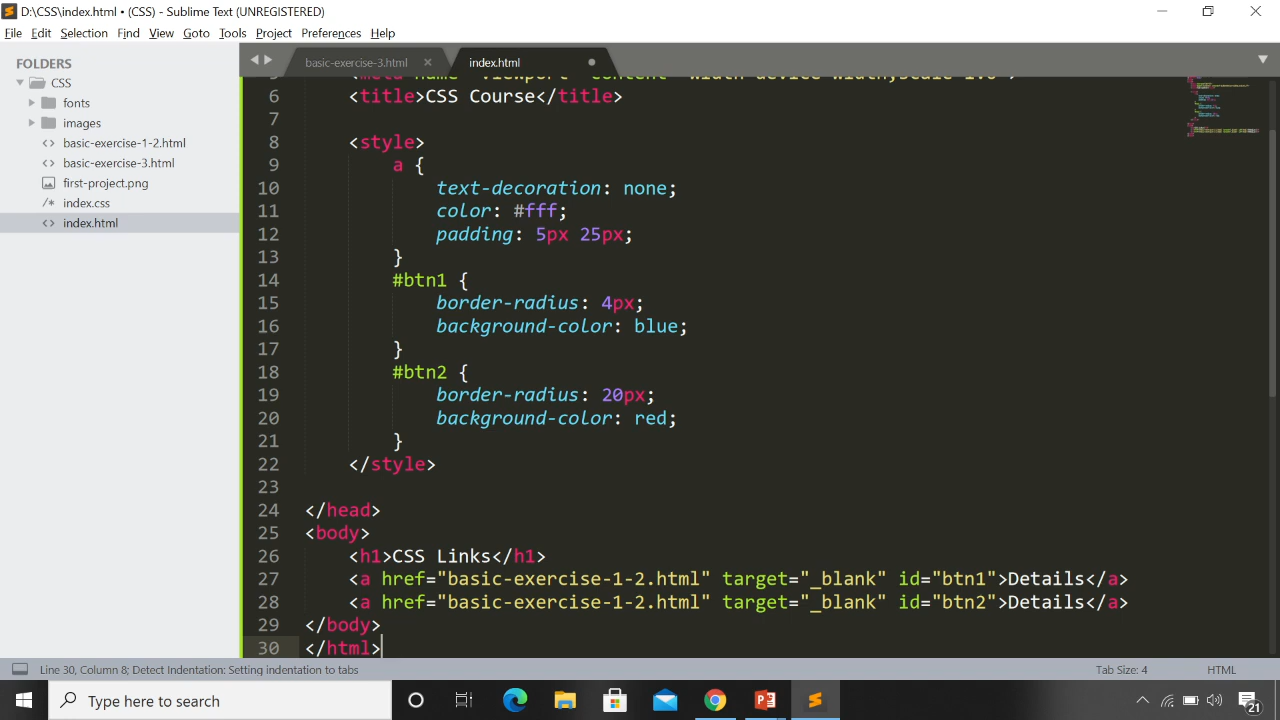 D:\CSS\index.html • (CSS) - Sublime Text (UNREGISTERED)
File Edit Selection Find View Goto Tools Project Preferences Help
FOLDERS
CSS
fonts
images
basic-exercise-1-2.html
basic-exercise-3.html
first-project.png
index.css
index.html
basic-exercise-3.html
index.html
6 <title>CSS Course</title>
7
8 <style>
9 a {
10 text-decoration: none;
11 color: #fff;
12 padding: 5px 25px;
13 }
14 #btn1 {
15 border-radius: 4px;
16 background-color: blue;
17 }
18 #btn2 {
19 border-radius: 20px;
20 background-color: red;
21 }
22 </style>
23
24 </head>
25 <body>
26 <h1>CSS Links</h1>
27 <a href="basic-exercise-1-2.html" target="_blank" id="btn1">Details</a>
28 <a href="basic-exercise-1-2.html" target="_blank" id="btn2">Details</a>
29 </body>
30 </html>
Line 30, Column 8; Detect Indentation: Setting indentation to tabs
Tab Size: 4
HTML
Type here to search
21